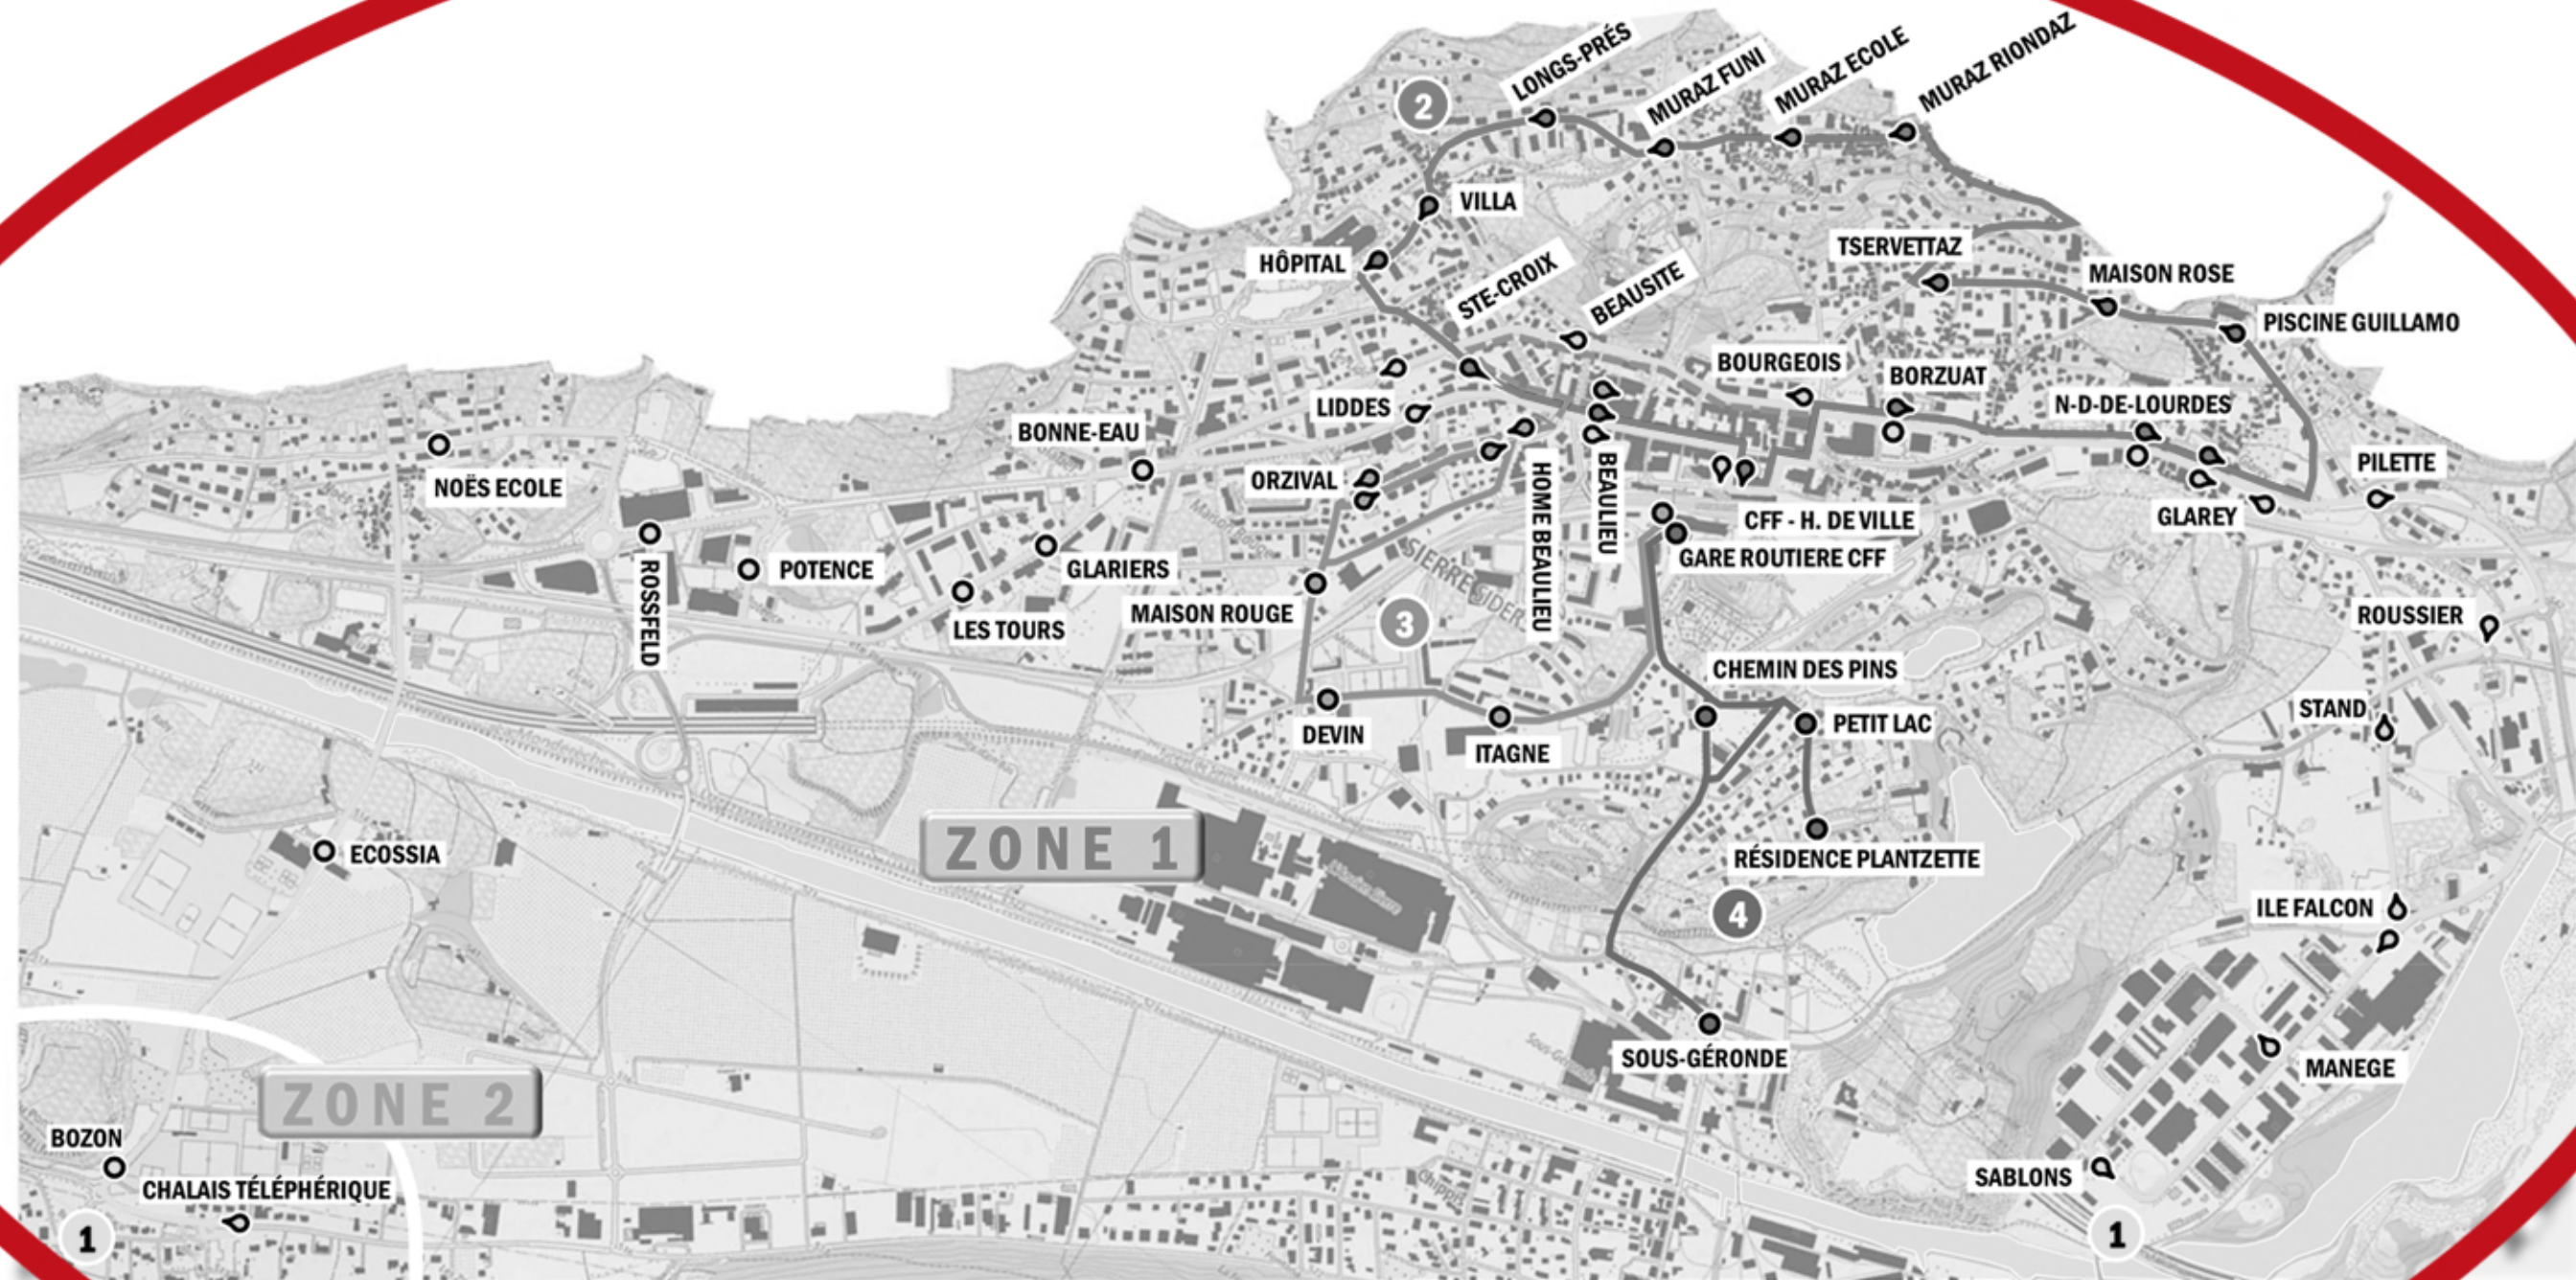 LONGS-PRÉS
MURAZ FUNI
MURAZ ECOLE
MURAZ RIONDAZ
2
VILLA
HÔPITAL
STE-CROIX
BEAUSITE
TSERVETTAZ
MAISON ROSE
PISCINE GUILLAMO
BOURGEOIS
BORZUAT
N-D-DE-LOURDES
LIDDES
BONNE-EAU
ORZIVAL
NOËS ECOLE
HOME BEAULIEU
BEAULIEU
PILETTE
GLAREY
CFF - H. DE VILLE
GARE ROUTIERE CFF
ROSSFELD
POTENCE
GLARIERS
LES TOURS
MAISON ROUGE
SIERRE
3
ROUSSIER
CHEMIN DES PINS
STAND
DEVIN
ITAGNE
PETIT LAC
ZONE 1
ECOSSIA
RÉSIDENCE PLANTZETTE
4
ILE FALCON
SOUS-GÉRONDE
MANEGE
ZONE 2
BOZON
CHALAIS TÉLÉPHÉRIQUE
SABLONS
Chippis
1
1